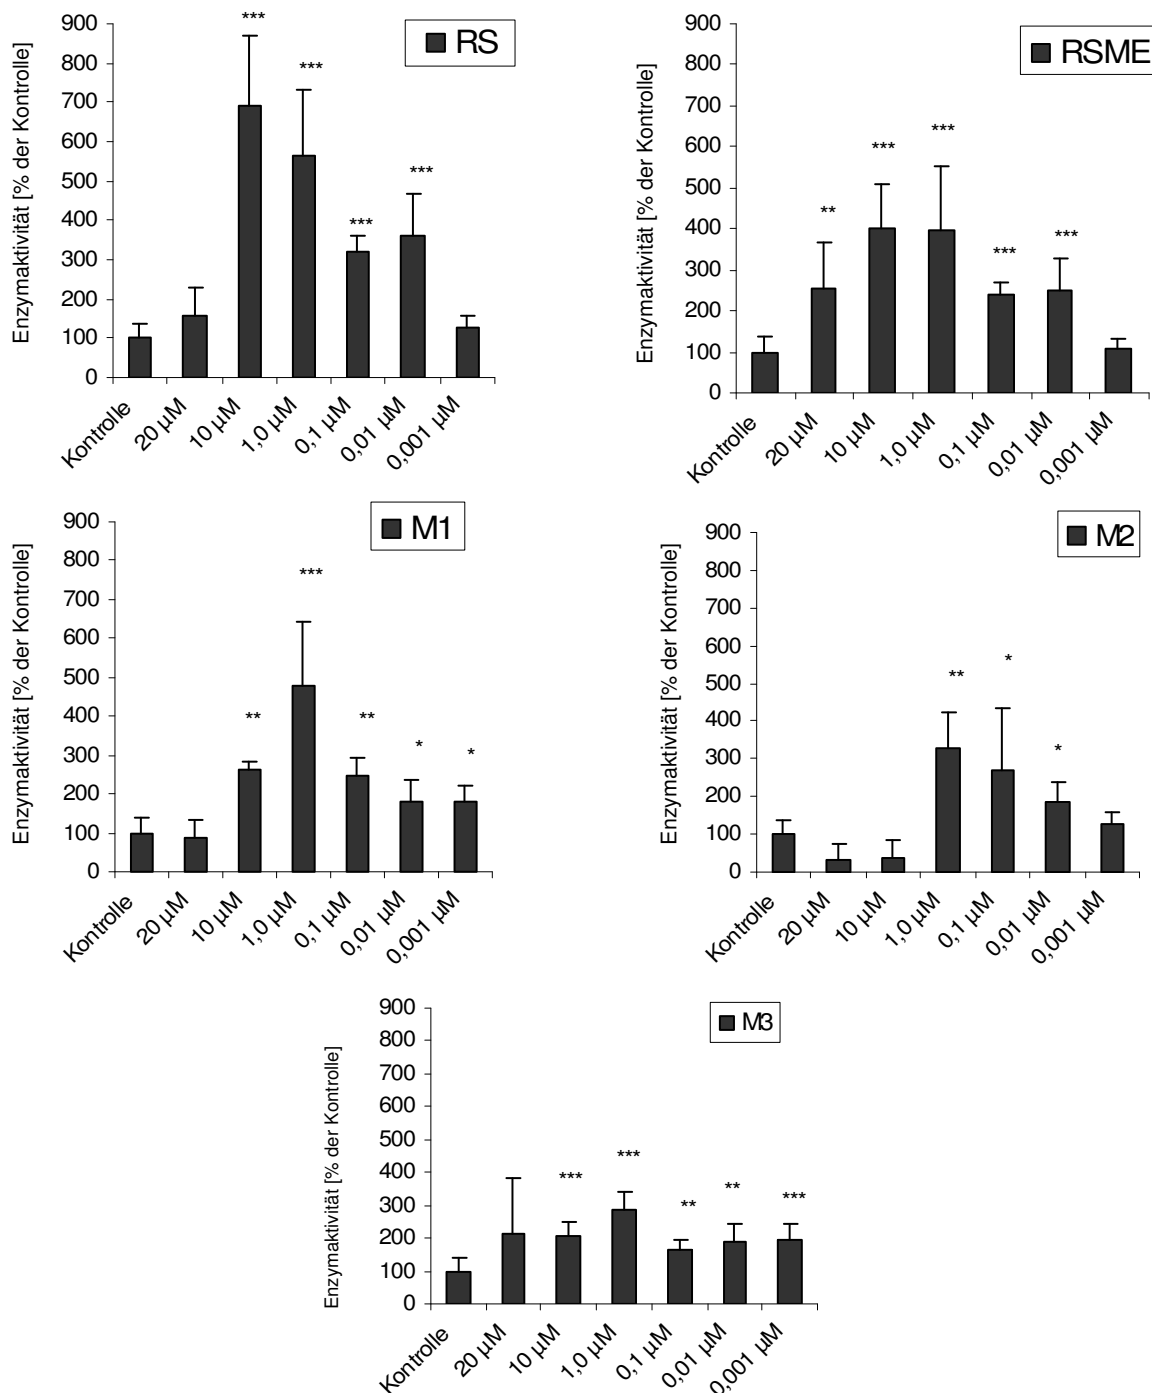 RS
Enzymaktivität [% der Kontrolle]
900
800
700
600
500
400
300
200
100
0
***
***
***
***
Kontrolle
20 µM
10 µM
1,0 µM
0,1 µM
0,01 µM
0,001 µM
RSME
Enzymaktivität [% der Kontrolle]
900
800
700
600
500
400
300
200
100
0
**
***
***
***
***
Kontrolle
20 µM
10 µM
1,0 µM
0,1 µM
0,01 µM
0,001 µM
M1
Enzymaktivität [% der Kontrolle]
900
800
700
600
500
400
300
200
100
0
**
***
**
*
*
Kontrolle
20 µM
10 µM
1,0 µM
0,1 µM
0,01 µM
0,001 µM
M2
Enzymaktivität [% der Kontrolle]
900
800
700
600
500
400
300
200
100
0
**
*
*
Kontrolle
20 µM
10 µM
1,0 µM
0,1 µM
0,01 µM
0,001 µM
M3
Enzymaktivität [% der Kontrolle]
900
800
700
600
500
400
300
200
100
0
***
***
**
**
***
Kontrolle
20 µM
10 µM
1,0 µM
0,1 µM
0,01 µM
0,001 µM